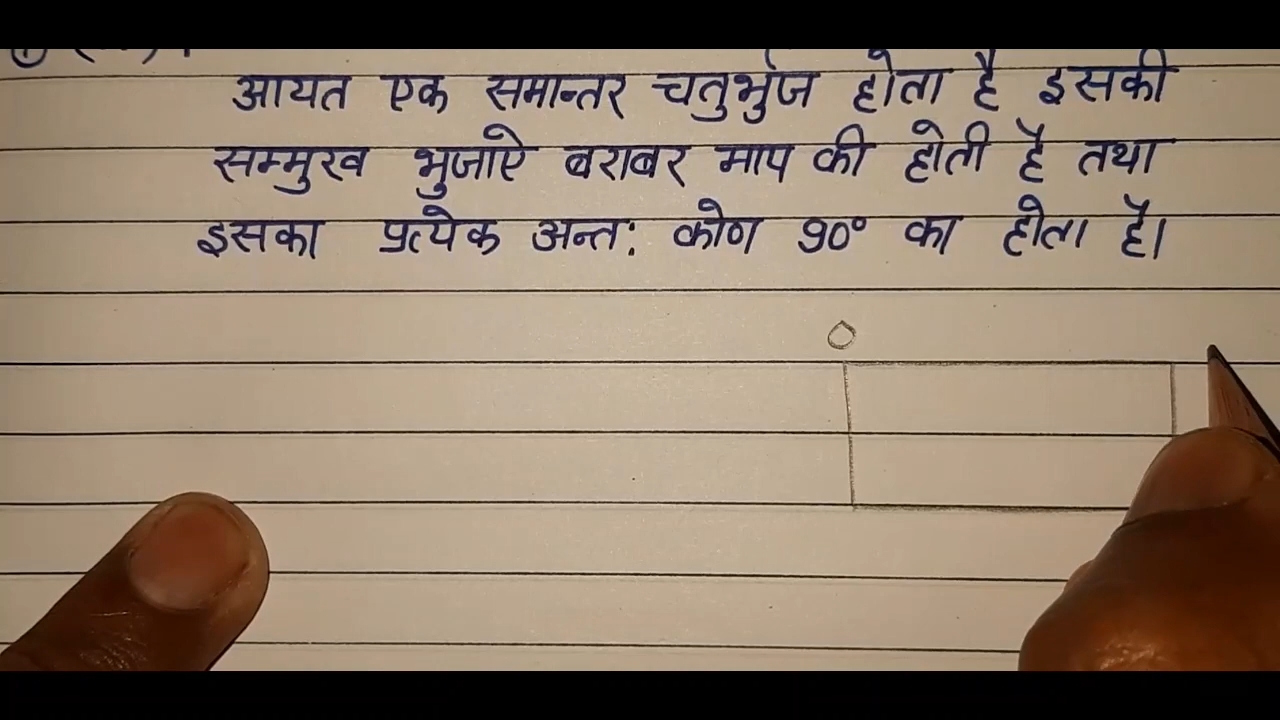 आयत एक समान्तर चतुर्भुज होता है इसकी
सम्मुख भुजाऐ बराबर माप की होती है तथा
इसका प्रत्येक अन्त: कोण 90° का होता है।